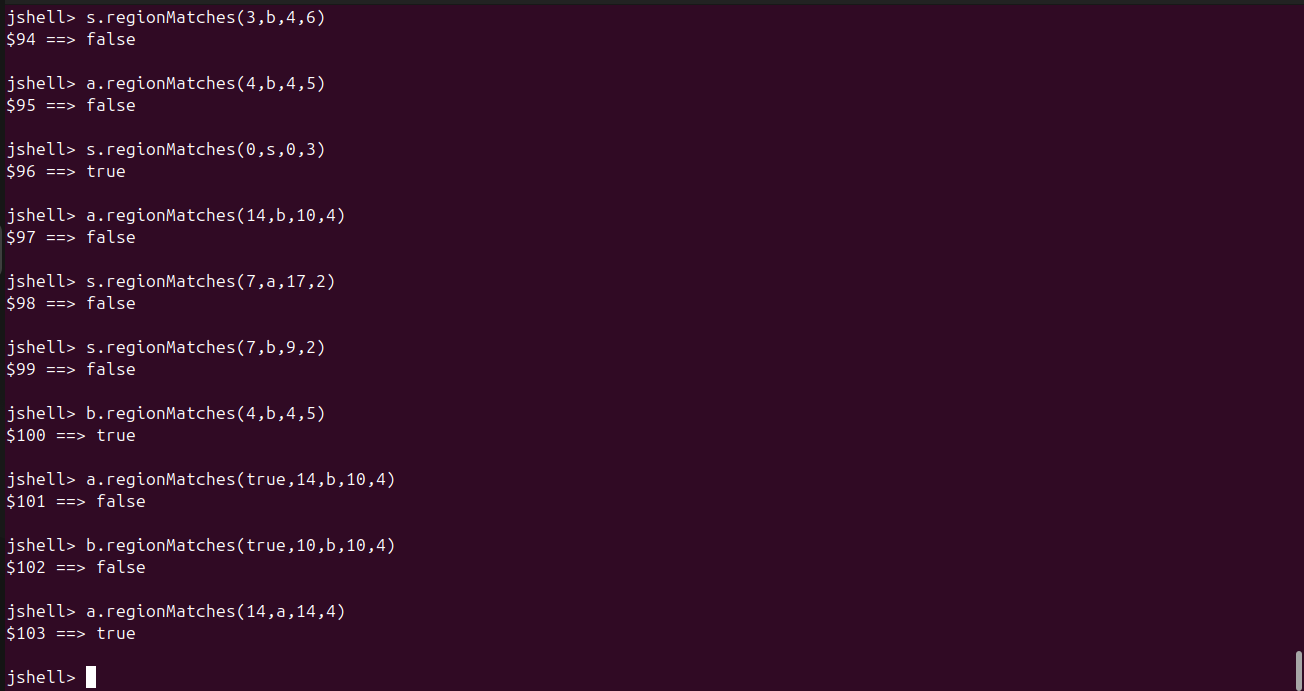 jshell> s.regionMatches(3,b,4,6)
$94 ==> false
jshell> a.regionMatches(4,b,4,5)
$95 ==> false
jshell> s.regionMatches(0,s,0,3)
$96 ==> true
jshell> a.regionMatches(14,b,10,4)
$97 ==> false
jshell> s.regionMatches(7,a,17,2)
$98 ==> false
jshell> s.regionMatches(7,b,9,2)
$99 ==> false
jshell> b.regionMatches(4,b,4,5)
$100 ==> true
jshell> a.regionMatches(true,14,b,10,4)
$101 ==> false
jshell> b.regionMatches(true,10,b,10,4)
$102 ==> false
jshell> a.regionMatches(14,a,14,4)
$103 ==> true
jshell>